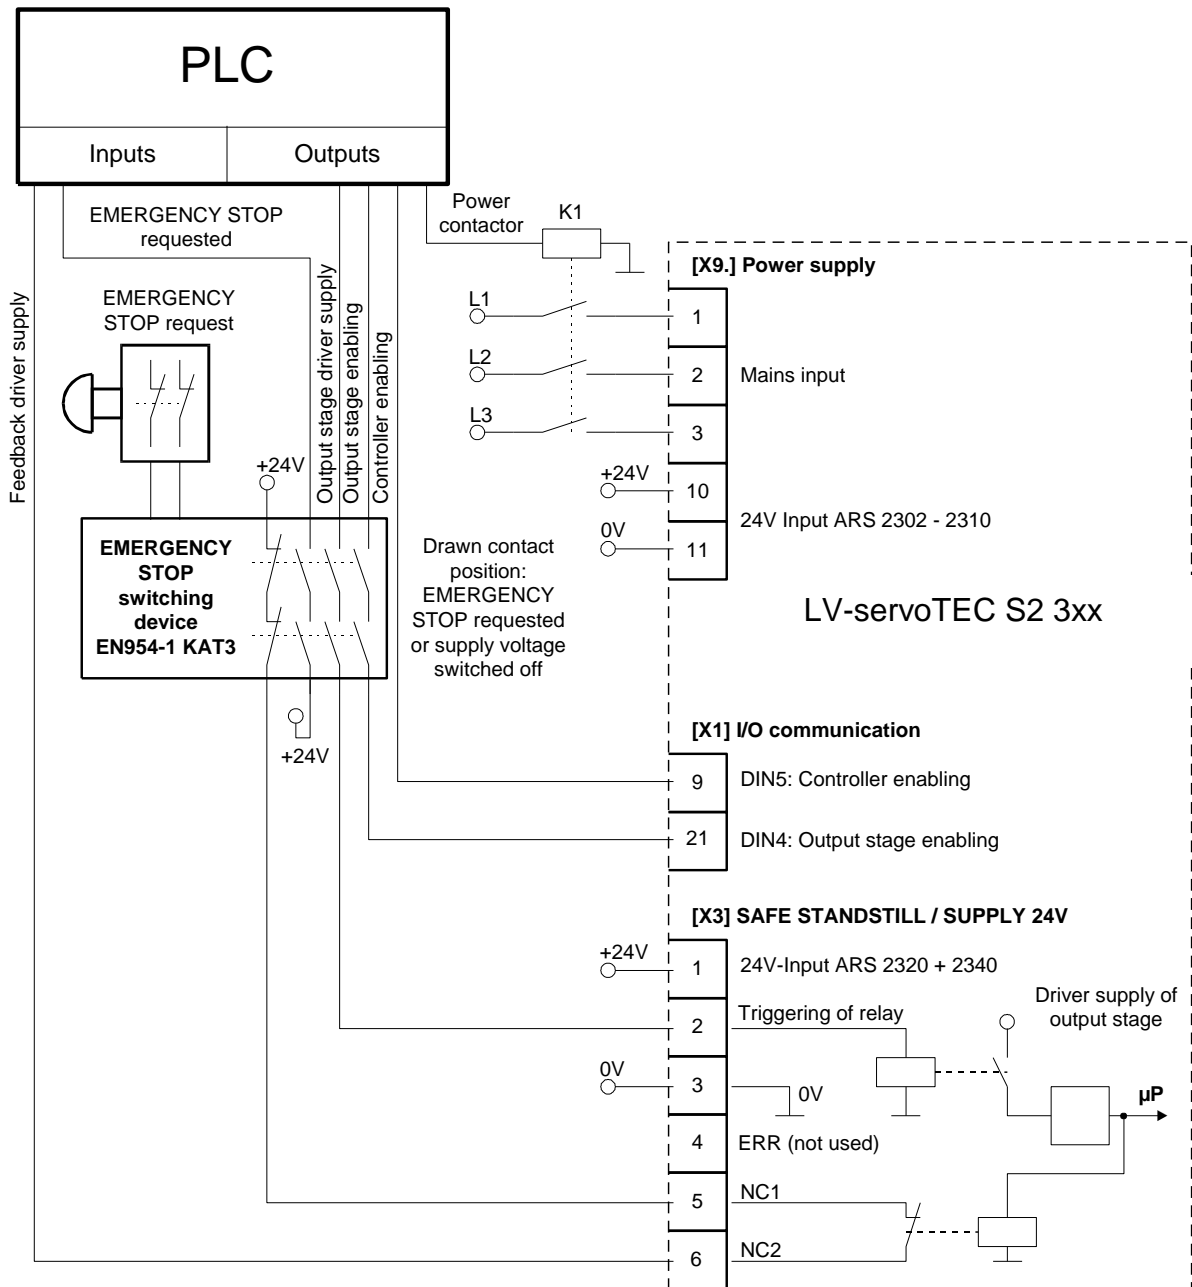 PLC
Inputs
Outputs
EMERGENCY STOP
requested
Power
contactor
K1
[X9.] Power supply
Feedback driver supply
EMERGENCY
STOP request
Output stage driver supply
Output stage enabling
Controller enabling
L1
1
L2
2
Mains input
L3
3
+24V
+24V
10
24V Input ARS 2302 - 2310
0V
11
EMERGENCY
STOP
switching
device
EN954-1 KAT3
Drawn contact
position:
EMERGENCY
STOP requested
or supply voltage
switched off
LV-servoTEC S2 3xx
+24V
[X1] I/O communication
9
DIN5: Controller enabling
21
DIN4: Output stage enabling
[X3] SAFE STANDSTILL / SUPPLY 24V
+24V
1
24V-Input ARS 2320 + 2340
2
Triggering of relay
Driver supply of
output stage
0V
3
0V
µP
4
ERR (not used)
5
NC1
6
NC2